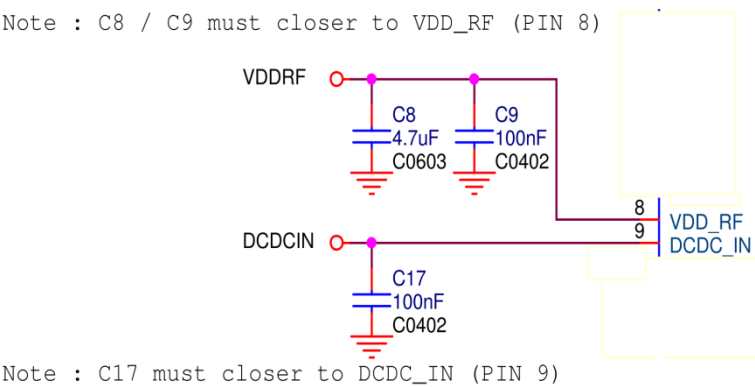 Note : C8 / C9 must closer to VDD_RF (PIN 8)
VDDRF
C8
4.7uF
C0603
C9
100nF
C0402
8
VDD_RF
9
DCDC_IN
DCDCIN
C17
100nF
C0402
Note : C17 must closer to DCDC_IN (PIN 9)